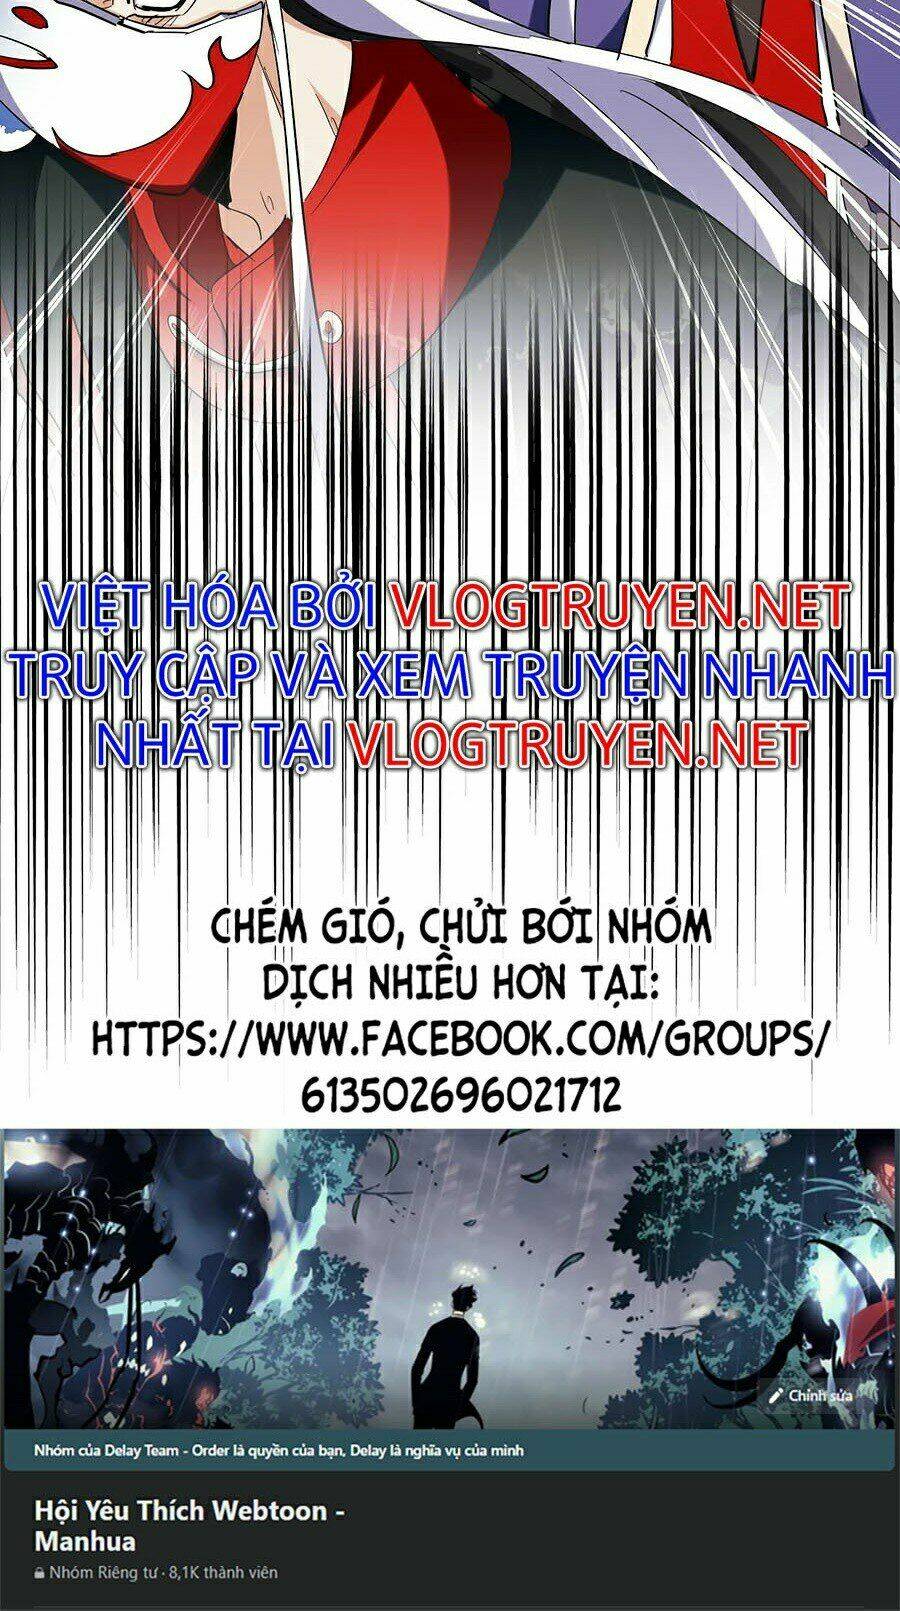 VIỆT HÓA BỞI VLOGTRUYEN.NET
TRUY CẬP VÀ XEM TRUYỆN NHANH
NHẤT TẠI VLOGTRUYEN.NET
CHÉM GIÓ, CHỬI BỚI NHÓM
DỊCH NHIỀU HƠN TẠI:
HTTPS://WWW.FACEBOOK.COM/GROUPS/
613502696021712
Chỉnh sửa
Nhóm của Delay Team - Order là quyền của bạn, Delay là nghĩa vụ của mình
Hội Yêu Thích Webtoon -
Manhua
Nhóm Riêng tư · 8,1K thành viên